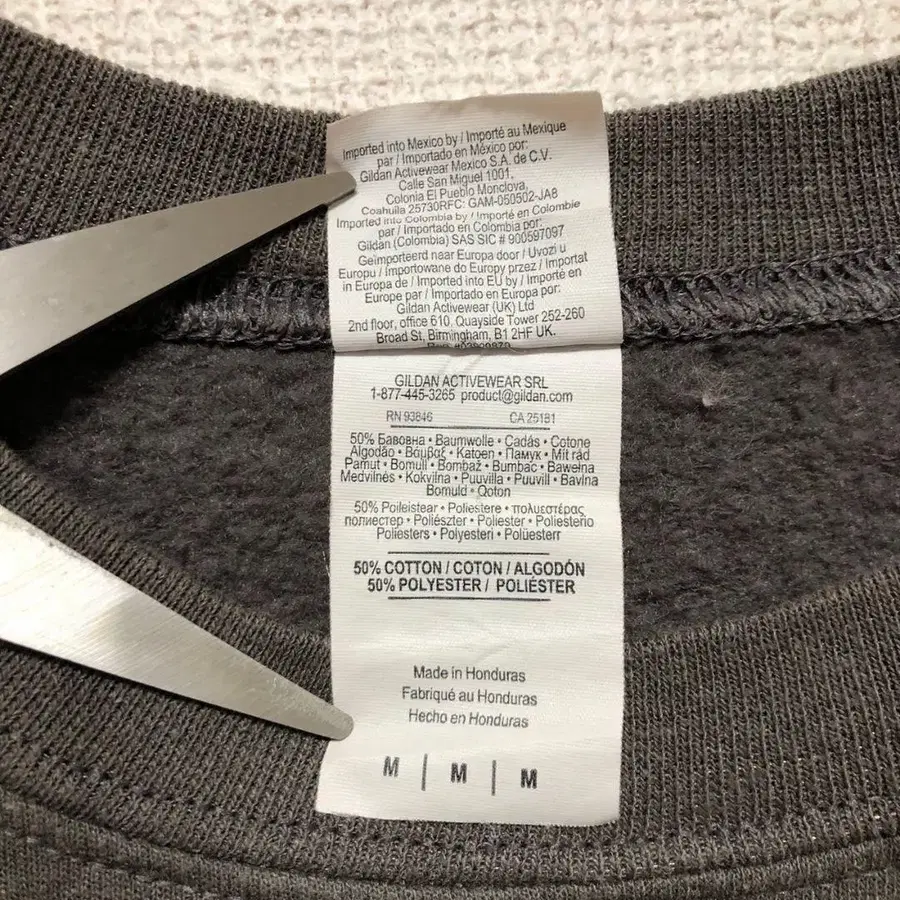 Imported into Mexico by / Importé au Mexique
par / Importado en México por:
Gildan Activewear Mexico S.A. de C.V.
Calle San Miguel 1001,
Colonia El Pueblo Monclova,
Coahuila 25730RFC: GAM-050502-JA8
Imported into Colombia by / Importé en Colombie
par / Importado en Colombia por:
Gildan (Colombia) SAS SIC # 900597097
Geïmporteerd naar Europa door / Uvozi u
Europu / Importowane do Europy przez / Importat
in Europa de / Imported into EU by / Importé en
Europe par / Importado en Europa por:
Gildan Activewear (UK) Ltd
2nd floor, office 610, Quayside Tower 252-260
Broad St, Birmingham, B1 2HF UK.
GILDAN ACTIVEWEAR SRL
1-877-445-3265 product@gildan.com
RN 93846 CA 25181
50% Бавовна • Baumwolle • Cadás • Cotone
Algodão • Βάμβαξ • Katoen • Памук • Mit rád
Pamut • Bomull • Bombaž • Bumbac • Bawełna
Medvilnės • Kokvilna • Puuvilla • Puuvill • Bavlna
Bomuld • Qoton
50% Poileistear • Poliestere • πολυεστέρας
полиестер • Poliészter • Poliester • Poliesteño
Poliesters • Polyesteri • Polüesterr
50% COTTON / COTON / ALGODÓN
50% POLYESTER / POLIÉSTER
Made in Honduras
Fabriqué au Honduras
Hecho en Honduras
M | M | M